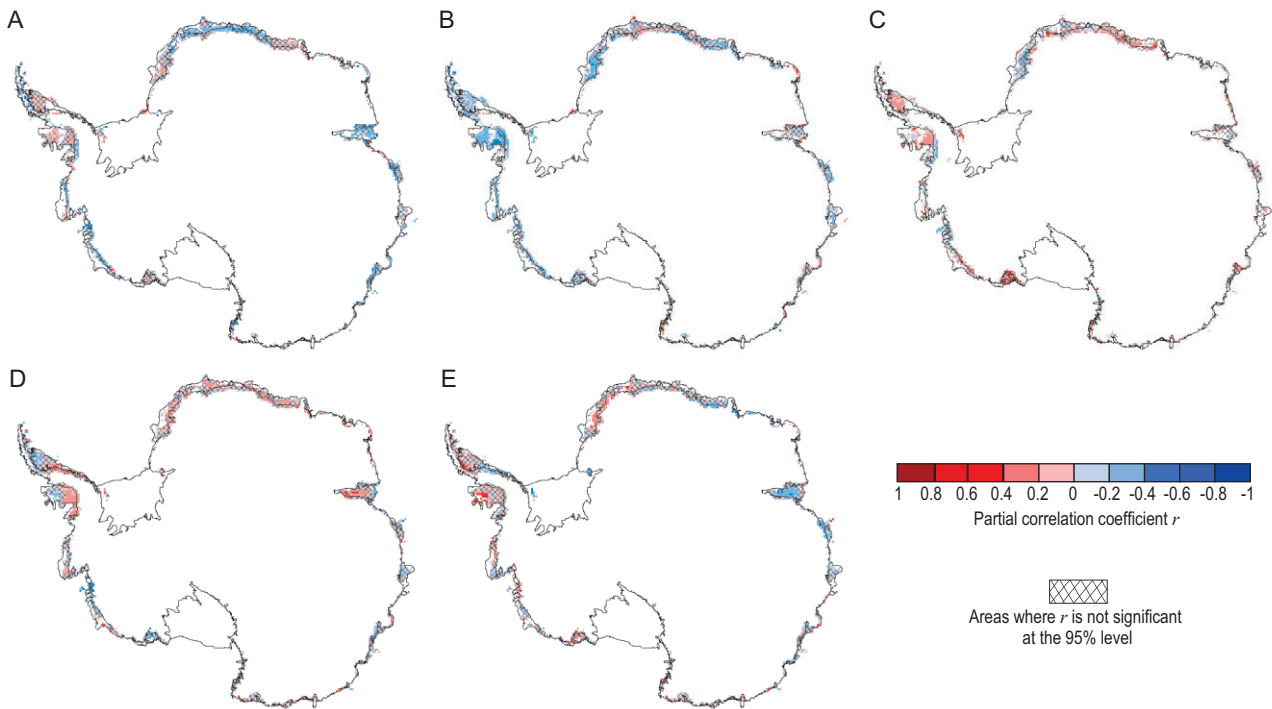 A
B
C
D
E
1 0.8 0.6 0.4 0.2 0 -0.2 -0.4 -0.6 -0.8 -1
Partial correlation coefficient r
Areas where r is not significant
at the 95% level